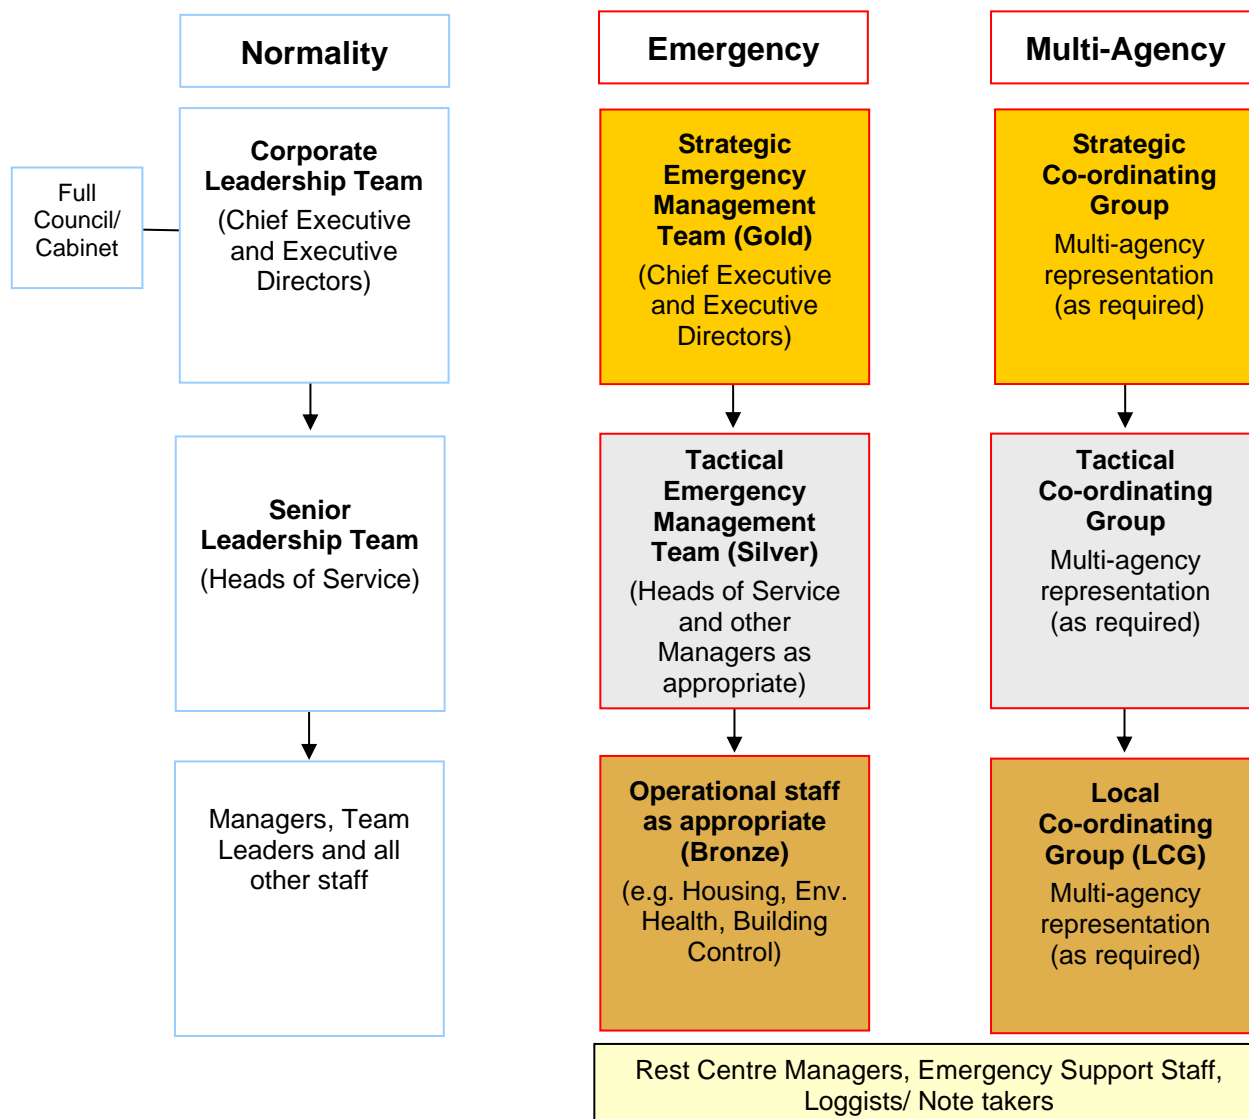 Normality
Emergency
Multi-Agency
Full
Council/
Cabinet
Corporate
Leadership Team
(Chief Executive
and Executive
Directors)
Strategic
Emergency
Management
Team (Gold)
(Chief Executive
and Executive
Directors)
Strategic
Co-ordinating
Group
Multi-agency
representation
(as required)
Senior
Leadership Team
(Heads of Service)
Tactical
Emergency
Management
Team (Silver)
(Heads of Service
and other
Managers as
appropriate)
Tactical
Co-ordinating
Group
Multi-agency
representation
(as required)
Managers, Team
Leaders and all
other staff
Operational staff
as appropriate
(Bronze)
(e.g. Housing, Env.
Health, Building
Control)
Local
Co-ordinating
Group (LCG)
Multi-agency
representation
(as required)
Rest Centre Managers, Emergency Support Staff,
Loggists/ Note takers